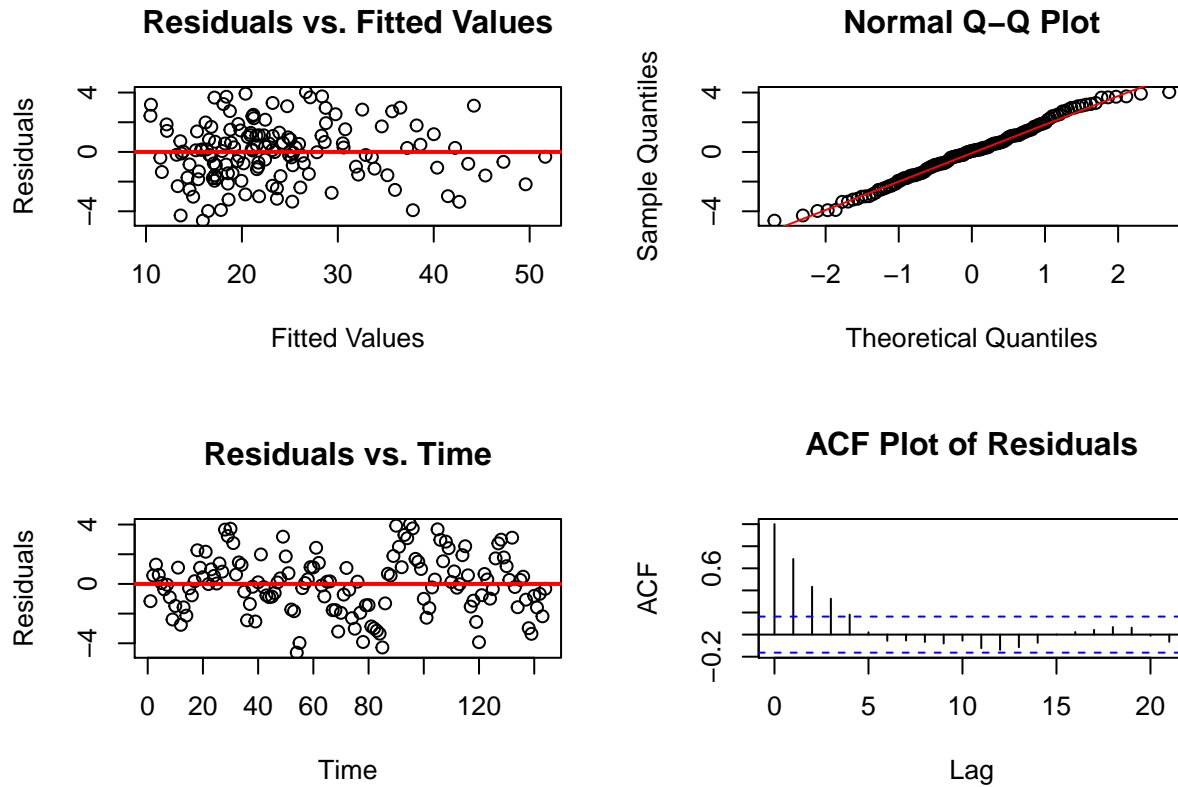 Residuals vs. Fitted Values
Residuals
4
0
−4
10 20 30 40 50
Fitted Values
Normal Q−Q Plot
Sample Quantiles
4
0
−4
−2 −1 0 1 2
Theoretical Quantiles
Residuals vs. Time
Residuals
4
0
−4
0 20 40 60 80 120
Time
ACF Plot of Residuals
ACF
0.6
−0.2
0 5 10 15 20
Lag